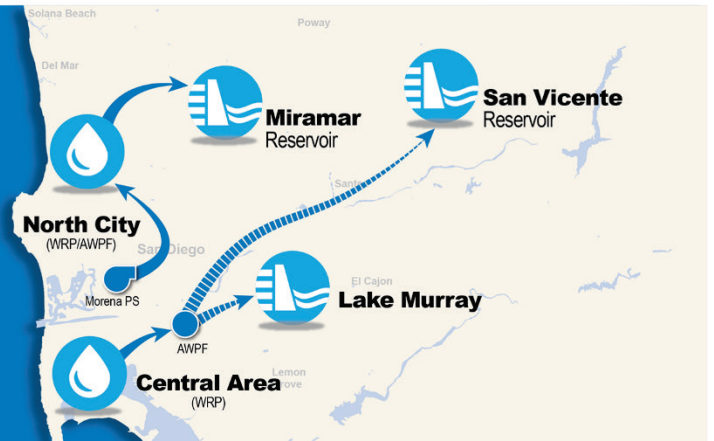 Solana Beach
Poway
Del Mar
Miramar
Reservoir
San Vicente
Reservoir
North City
(WRP/AWPF)
San Diego
Morena PS
El Cajon
Lake Murray
AWPF
Lemon
Central Area
(WRP)